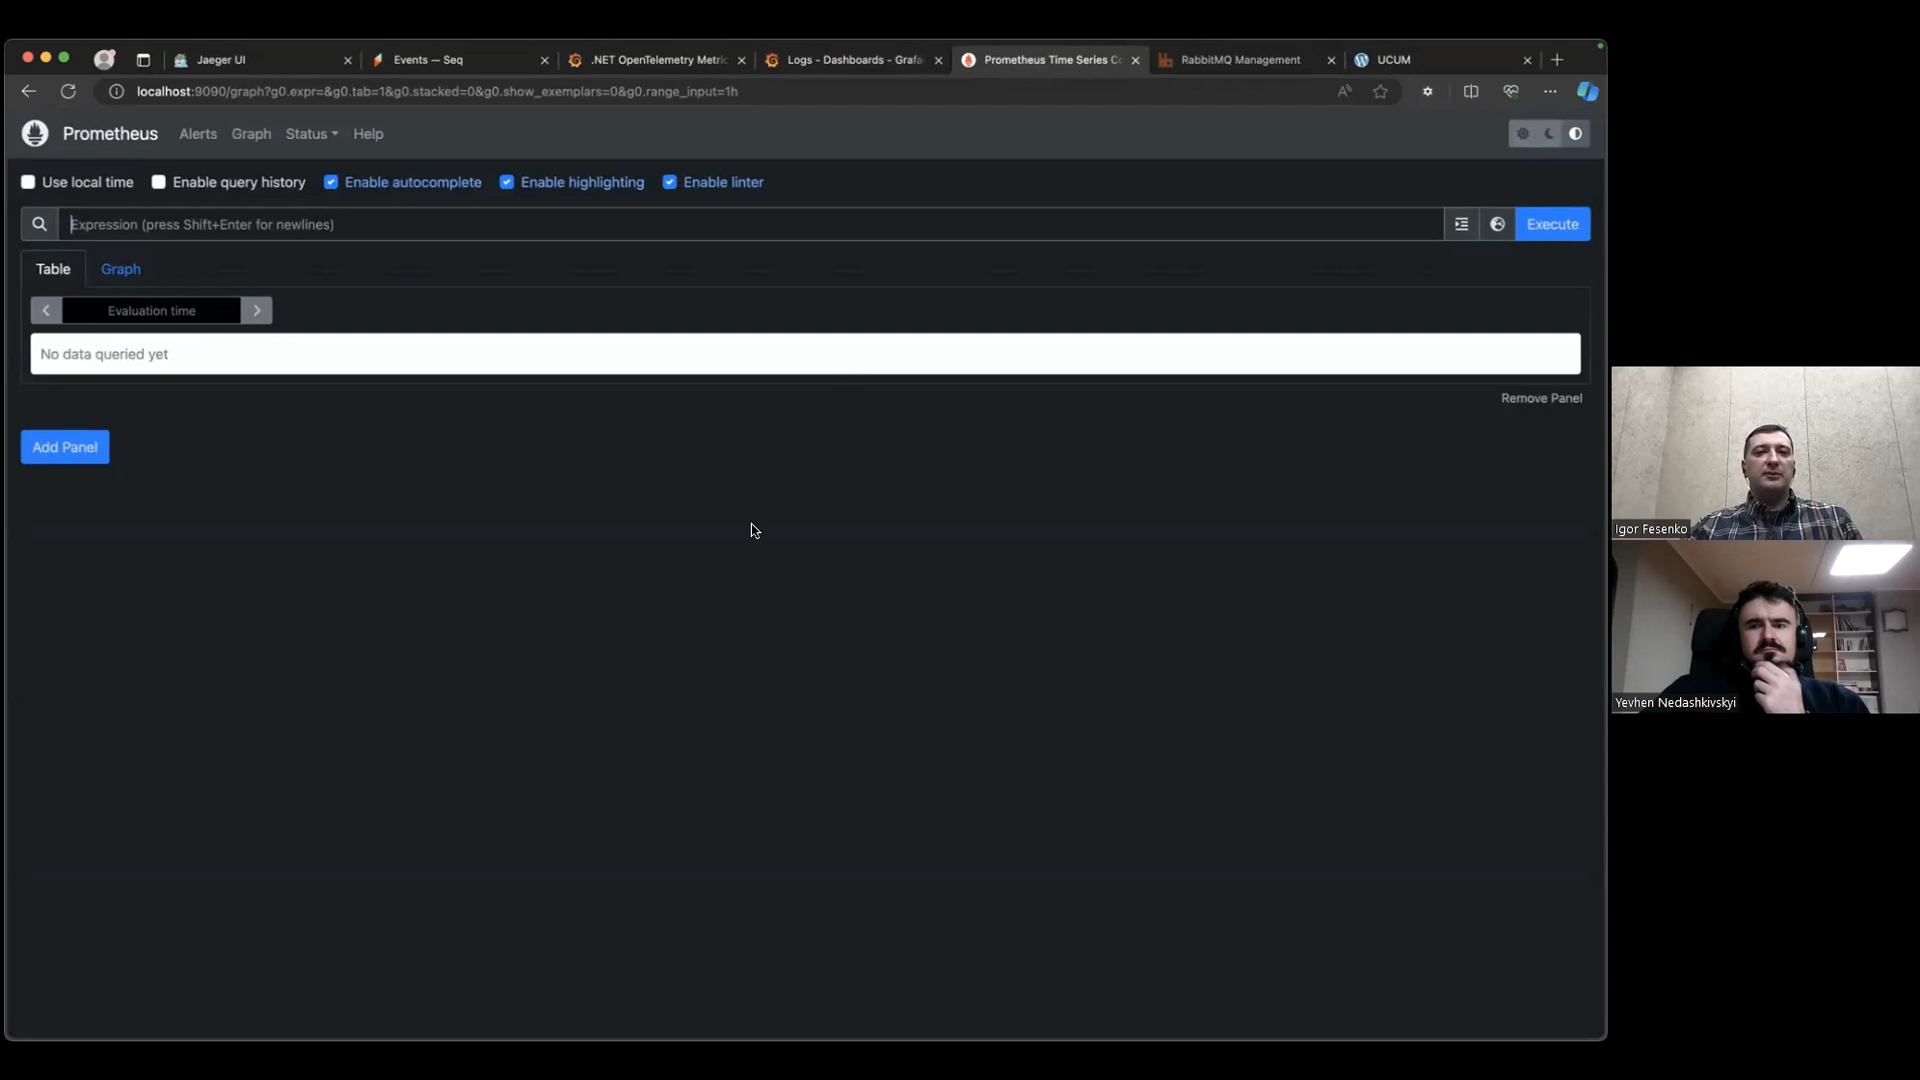 Jaeger UI
Events — Seq
.NET OpenTelemetry Metric
Logs - Dashboards - Grafa
Prometheus Time Series Co
RabbitMQ Management
UCUM
localhost:9090/graph?g0.expr=&g0.tab=1&g0.stacked=0&g0.show_exemplars=0&g0.range_input=1h
Prometheus
Alerts
Graph
Status
Help
Use local time
Enable query history
Enable autocomplete
Enable highlighting
Enable linter
Expression (press Shift+Enter for newlines)
Execute
Table
Graph
Evaluation time
No data queried yet
Remove Panel
Add Panel
Igor Fesenko
Yevhen Nedashkivskyi